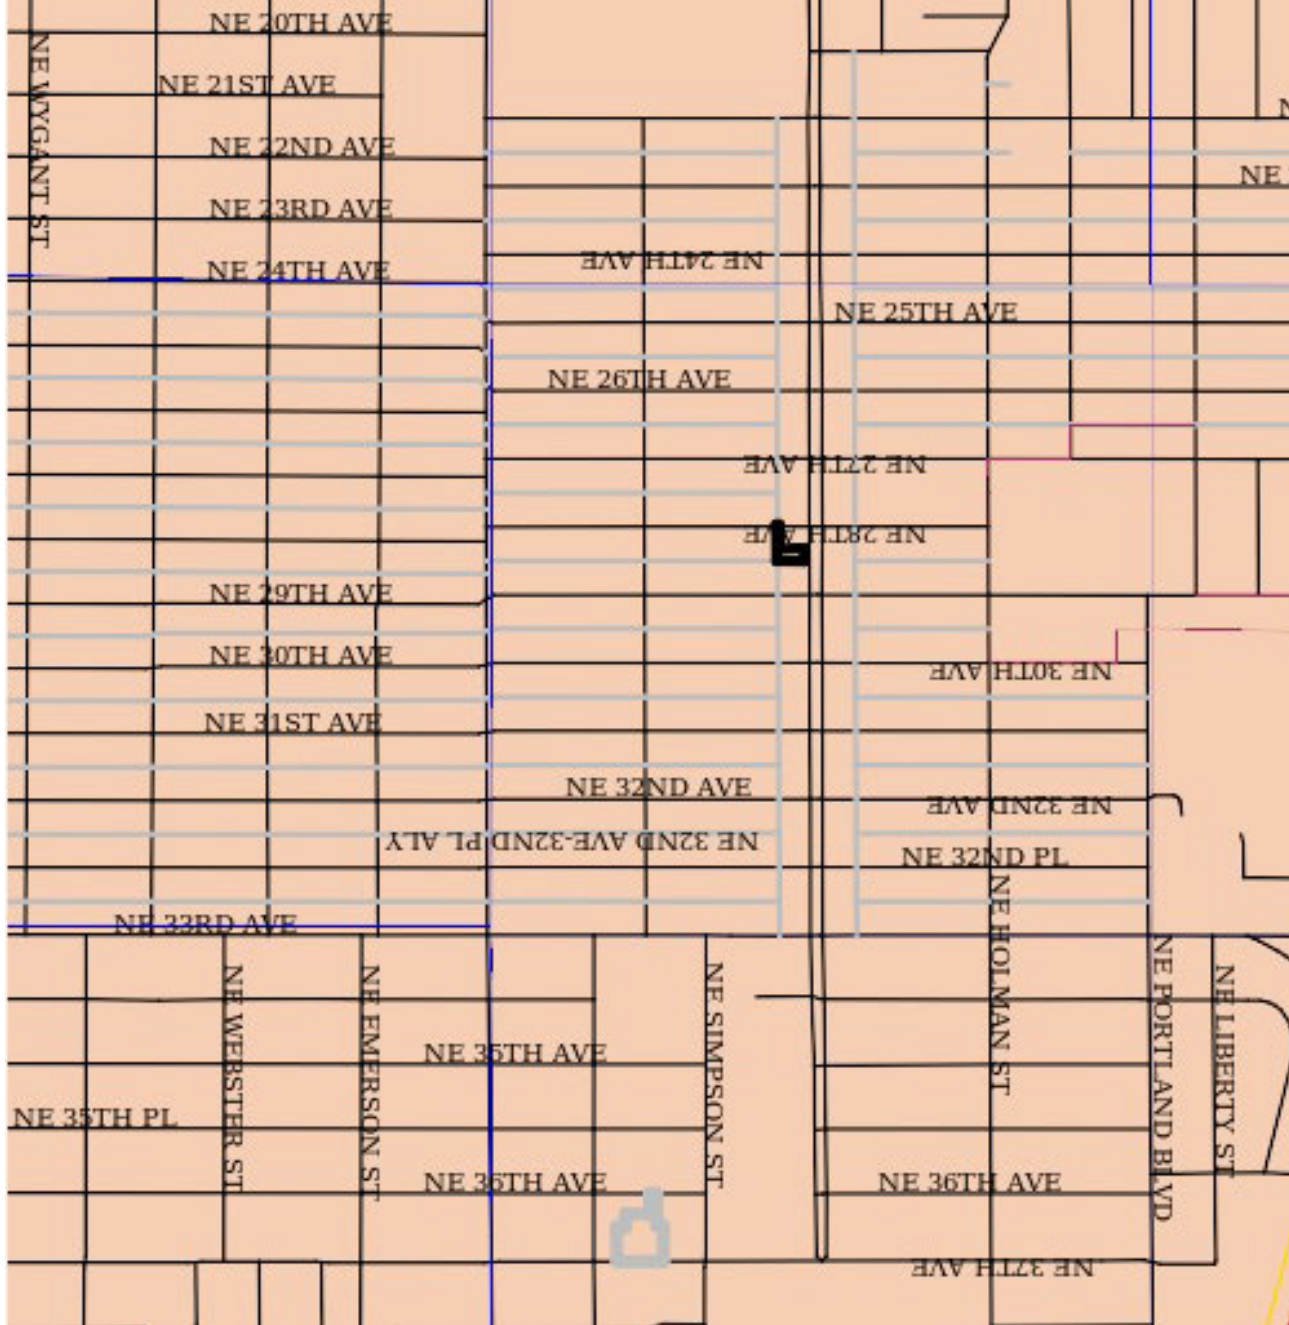 NE 20TH AVE
NE WYGANT ST
NE 21ST AVE
NE 22ND AVE
NE
NE 23RD AVE
NE 24TH AVE
NE 24TH AVE
NE 25TH AVE
NE 26TH AVE
NE 27TH AVE
NE 28TH AVE
NE 29TH AVE
NE 30TH AVE
NE 30TH AVE
NE 31ST AVE
NE 32ND AVE
NE 32ND AVE
NE 32ND AVE-32ND PL ALY
NE 32ND PL
NE HOLMAN ST
NE 33RD AVE
NE WEBSTER ST
NE EMERSON ST
NE SIMPSON ST
NE PORTLAND BLVD
NE LIBERTY ST
NE 35TH AVE
NE 35TH PL
NE 36TH AVE
NE 36TH AVE
NE 37TH AVE